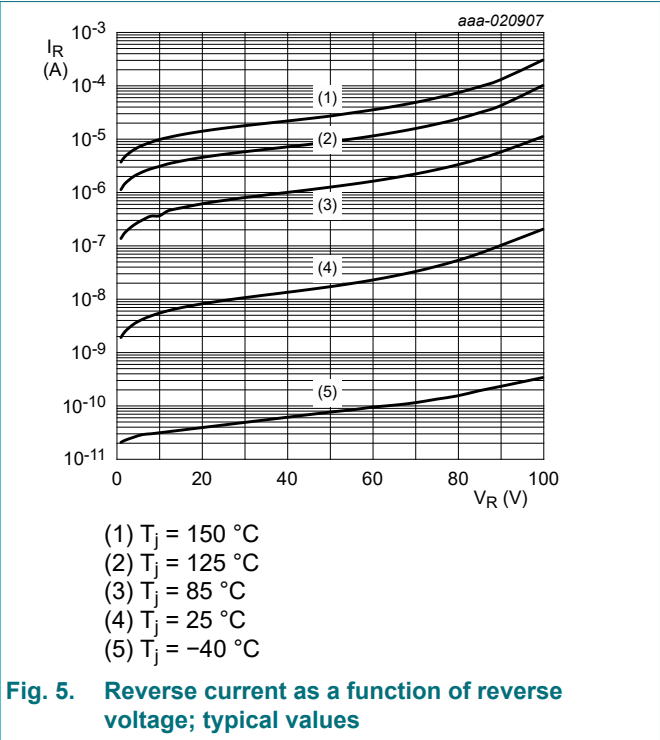 aaa-020907
I_R
(A)
10^-3
10^-4
10^-5
10^-6
10^-7
10^-8
10^-9
10^-10
10^-11
(1)
(2)
(3)
(4)
(5)
0 20 40 60 80 100
V_R (V)
(1) T_j = 150 °C
(2) T_j = 125 °C
(3) T_j = 85 °C
(4) T_j = 25 °C
(5) T_j = −40 °C
Fig. 5. Reverse current as a function of reverse
voltage; typical values